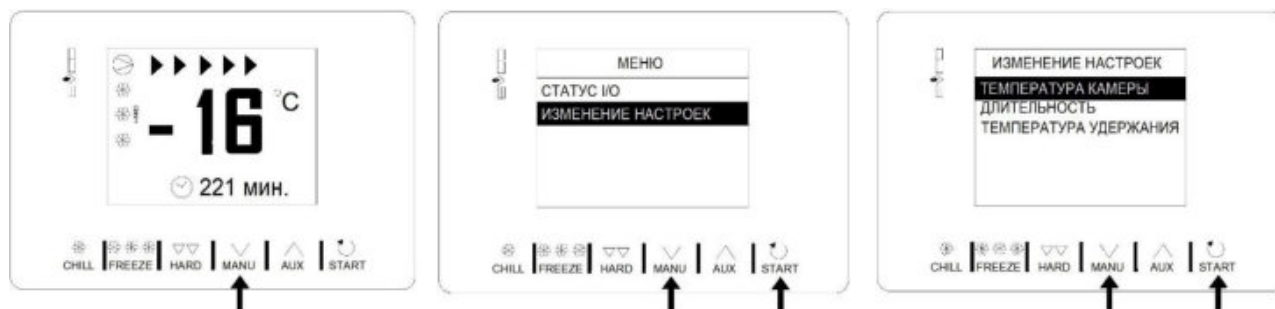 -16 °C
221 мин.
CHILL FREEZE HARD MANU AUX START
МЕНЮ
СТАТУС I/O
ИЗМЕНЕНИЕ НАСТРОЕК
CHILL FREEZE HARD MANU AUX START
ИЗМЕНЕНИЕ НАСТРОЕК
ТЕМПЕРАТУРА КАМЕРЫ
ДЛИТЕЛЬНОСТЬ
ТЕМПЕРАТУРА УДЕРЖАНИЯ
CHILL FREEZE HARD MANU AUX START